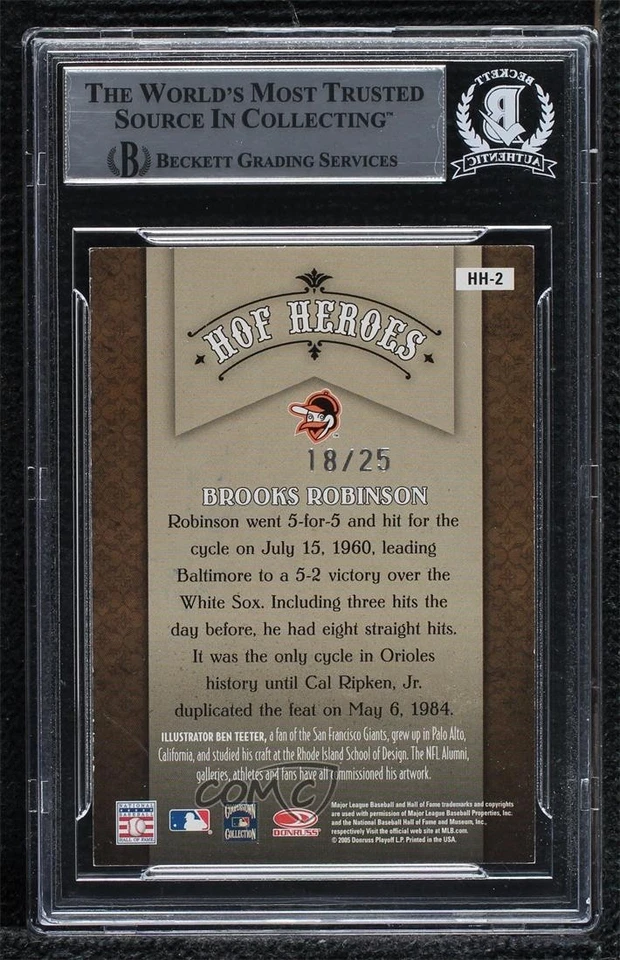 THE WORLD'S MOST TRUSTED
SOURCE IN COLLECTING™
B BECKETT GRADING SERVICES
BECKETT
AUTHENTIC
HH-2
HOF HEROES
18/25
BROOKS ROBINSON
Robinson went 5-for-5 and hit for the
cycle on July 15, 1960, leading
Baltimore to a 5-2 victory over the
White Sox. Including three hits the
day before, he had eight straight hits.
It was the only cycle in Orioles
history until Cal Ripken, Jr.
duplicated the feat on May 6, 1984.
ILLUSTRATOR BEN TEETER, a fan of the San Francisco Giants, grew up in Palo Alto,
California, and studied his craft at the Rhode Island School of Design. The NFL Alumni,
galleries, athletes and fans have all commissioned his artwork.
COMC
NATIONAL
BASEBALL
HALL OF FAME
COOPERSTOWN
COLLECTION
DONRUSS
Major League Baseball and Hall of Fame trademarks and copyrights
are used with permission of Major League Baseball Properties, Inc.
and the National Baseball Hall of Fame and Museum, Inc.,
respectively Visit the official web site at MLB.com.
© 2005 Donruss Playoff L.P. Printed in the USA.